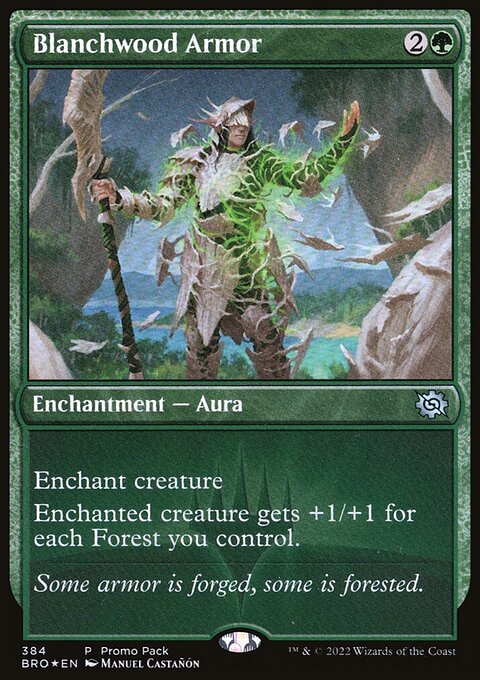 Blanchwood Armor 2
Enchantment — Aura
Enchant creature
Enchanted creature gets +1/+1 for
each Forest you control.
Some armor is forged, some is forested.
384 P Promo Pack
BRO★EN Manuel Castañón
™ & © 2022 Wizards of the Coast